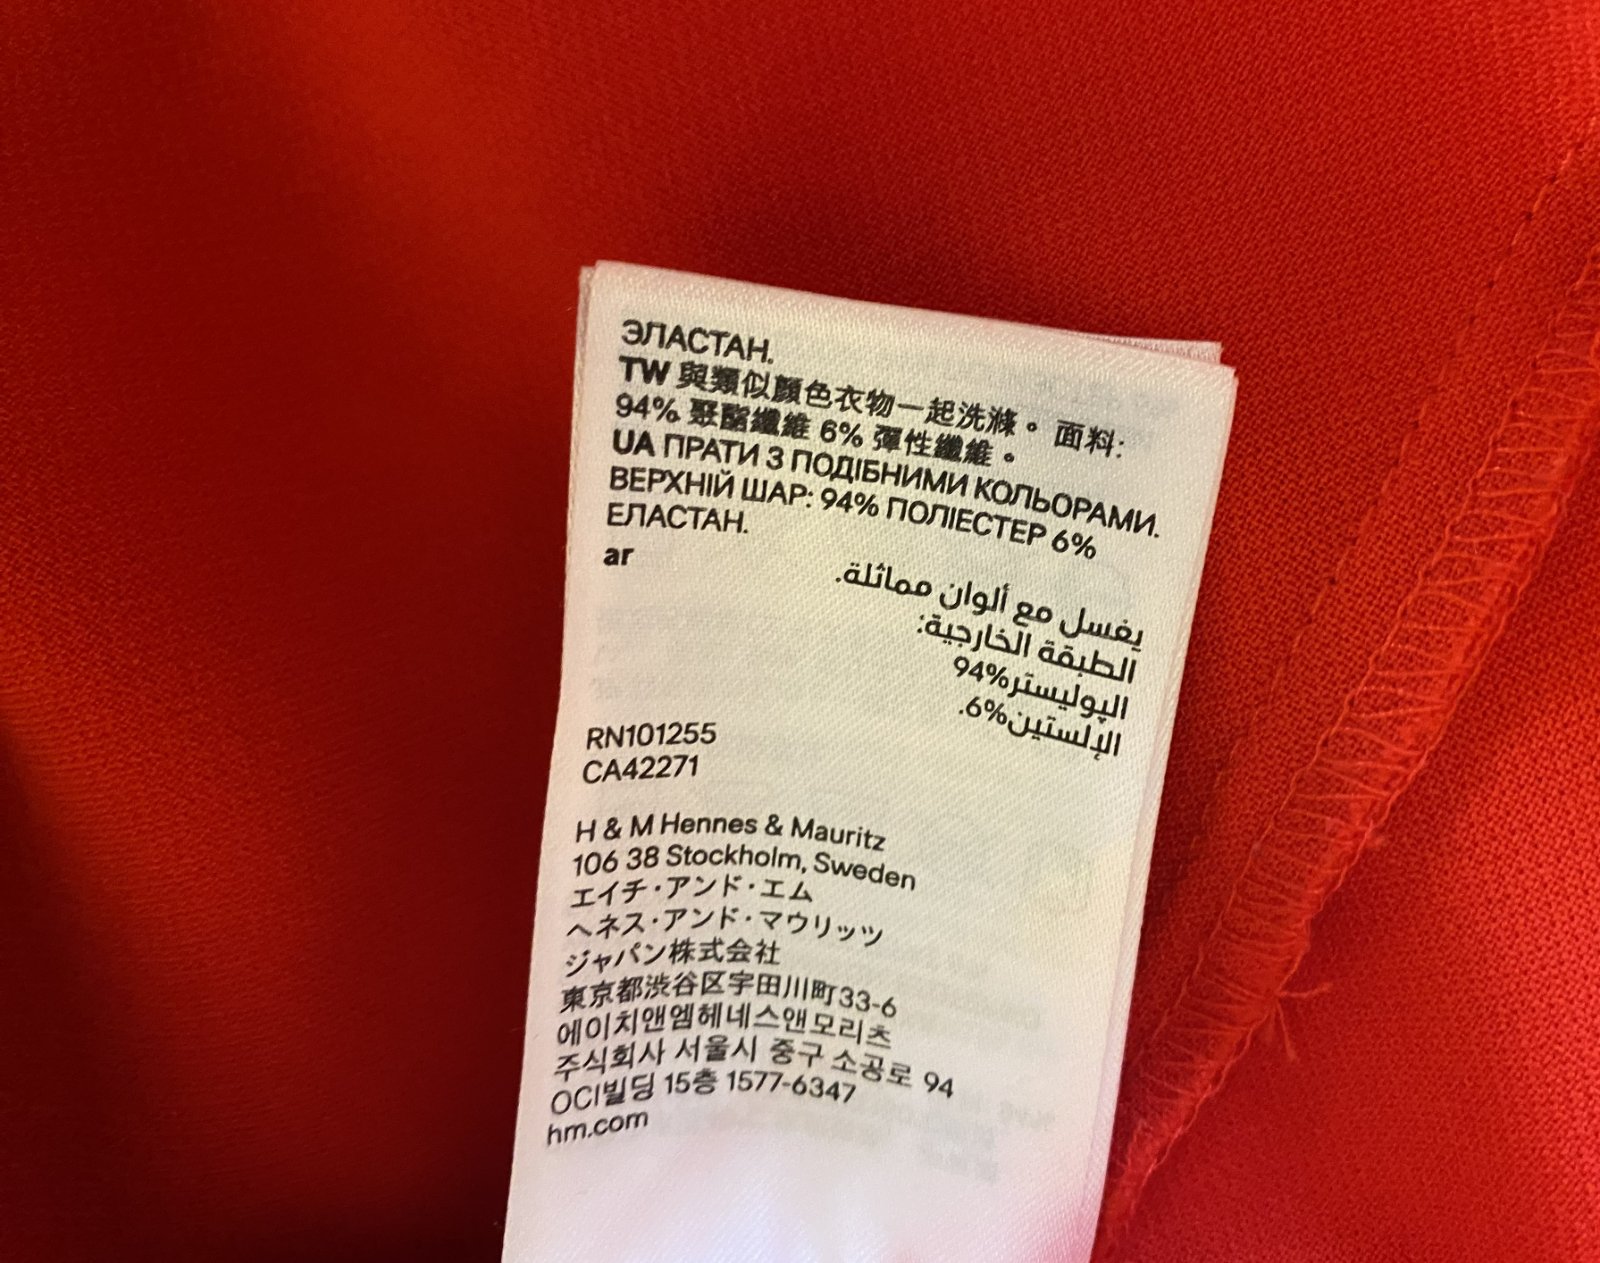 ЭЛАСТАН.
TW 與類似顏色衣物一起洗滌。面料:
94% 聚酯纖維 6% 彈性纖維。
UA ПРАТИ З ПОДІБНИМИ КОЛЬОРАМИ.
ВЕРХНІЙ ШАР: 94% ПОЛІЕСТЕР 6%
ЕЛАСТАН.
ar
يغسل مع ألوان مماثلة.
الطبقة الخارجية:
البوليستر94%
الإلستين6%.
RN101255
CA42271
H & M Hennes & Mauritz
106 38 Stockholm, Sweden
エイチ・アンド・エム
ヘネス・アンド・マウリッツ
ジャパン株式会社
東京都渋谷区宇田川町33-6
에이치앤엠헤네스앤모리츠
주식회사 서울시 중구 소공로 94
OCI빌딩 15층 1577-6347
hm.com